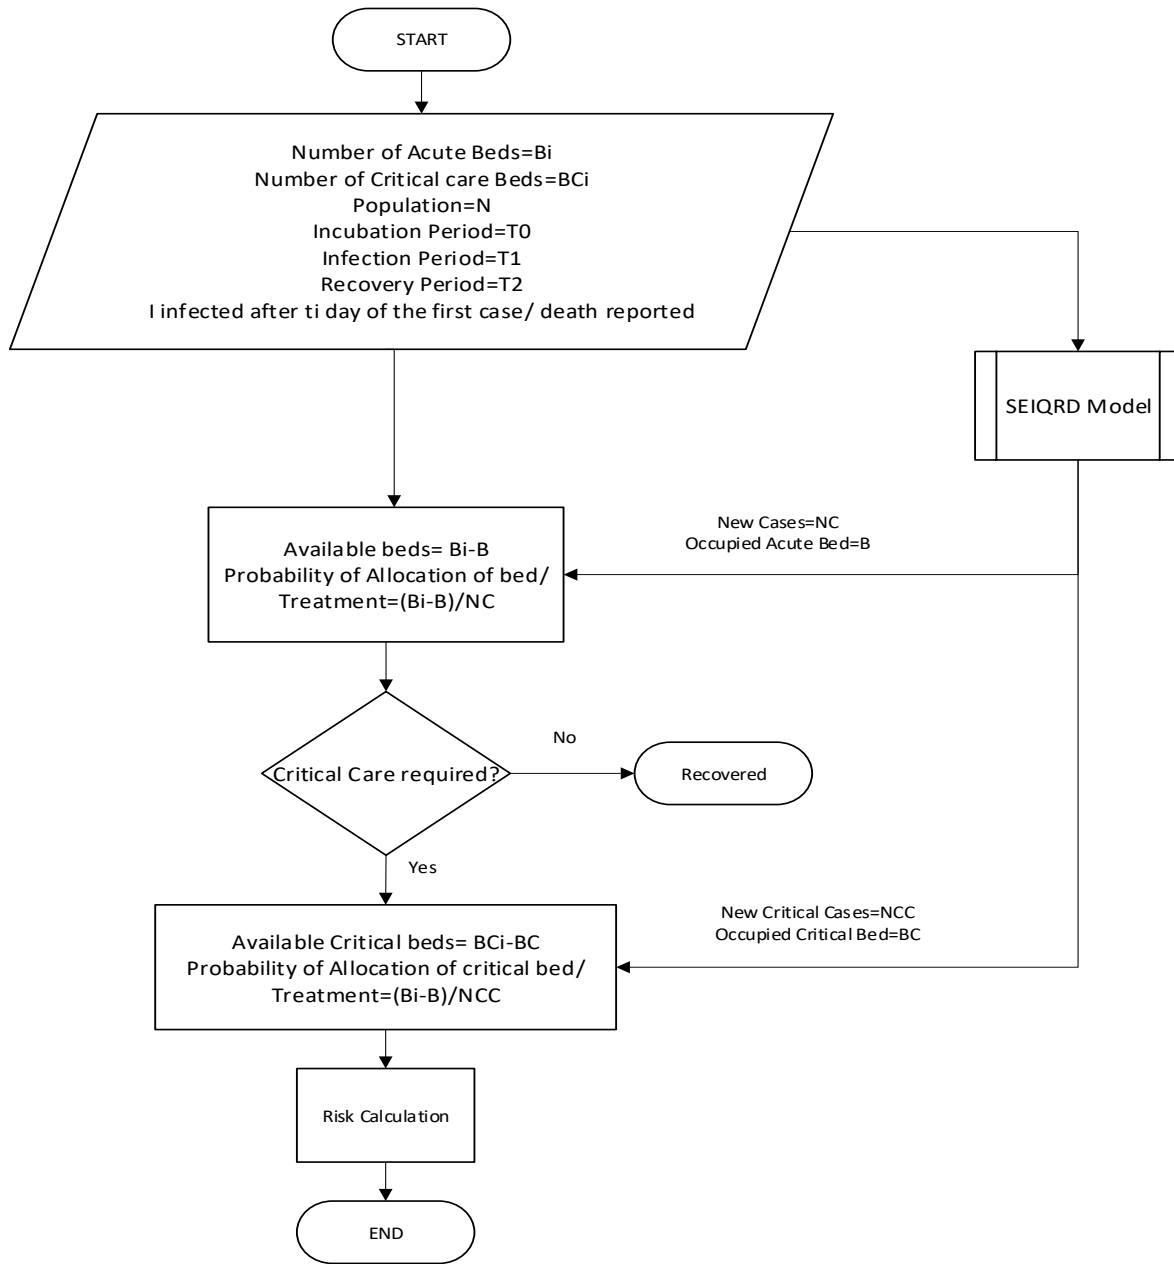 START
Number of Acute Beds=Bi
Number of Critical care Beds=BCi
Population=N
Incubation Period=T0
Infection Period=T1
Recovery Period=T2
I infected after ti day of the first case/ death reported
SEIQRD Model
New Cases=NC
Occupied Acute Bed=B
Available beds= Bi-B
Probability of Allocation of bed/
Treatment=(Bi-B)/NC
Critical Care required?
No
Recovered
Yes
New Critical Cases=NCC
Occupied Critical Bed=BC
Available Critical beds= BCi-BC
Probability of Allocation of critical bed/
Treatment=(Bi-B)/NCC
Risk Calculation
END